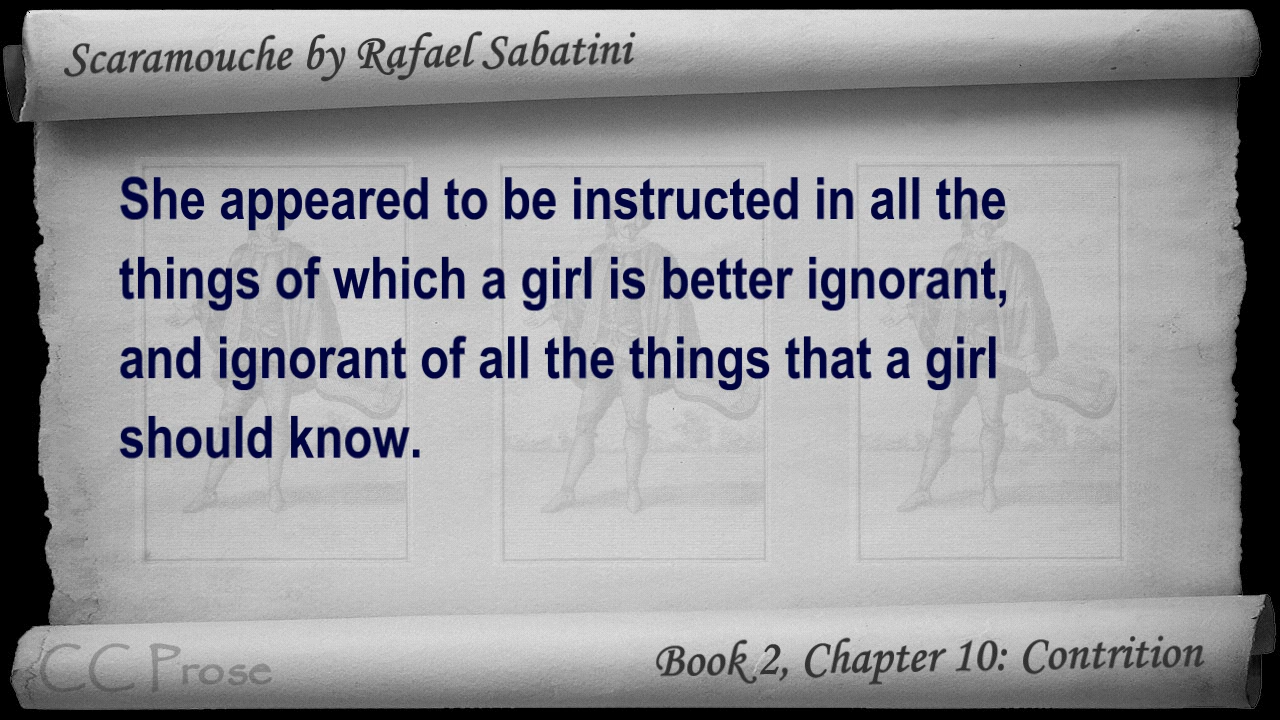 Scaramouche by Rafael Sabatini
She appeared to be instructed in all the
things of which a girl is better ignorant,
and ignorant of all the things that a girl
should know.
CC Prose
Book 2, Chapter 10: Contrition